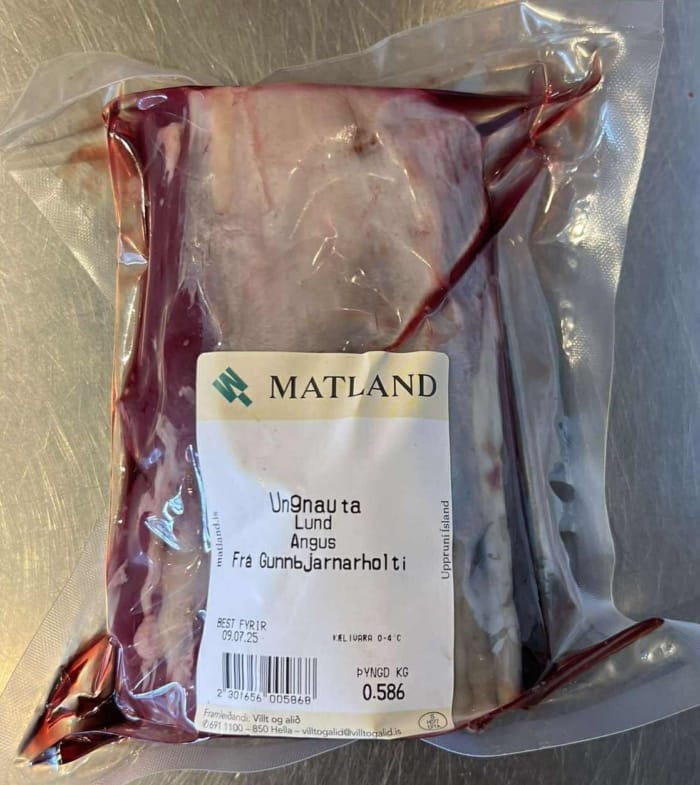 MATLAND
Ungnauta
Lund
Angus
Frá Gunnbjarnarholti
matland.is
Uppruni Ísland
BEST FYRIR
09.07.25
KÆLIVARA 0-4°C
ÞYNGD KG
0.586
2 301656 005868
Framleiðandi: Villt og alið
✆691 1100 – 850 Hella – villtogalid@villtogalid.is